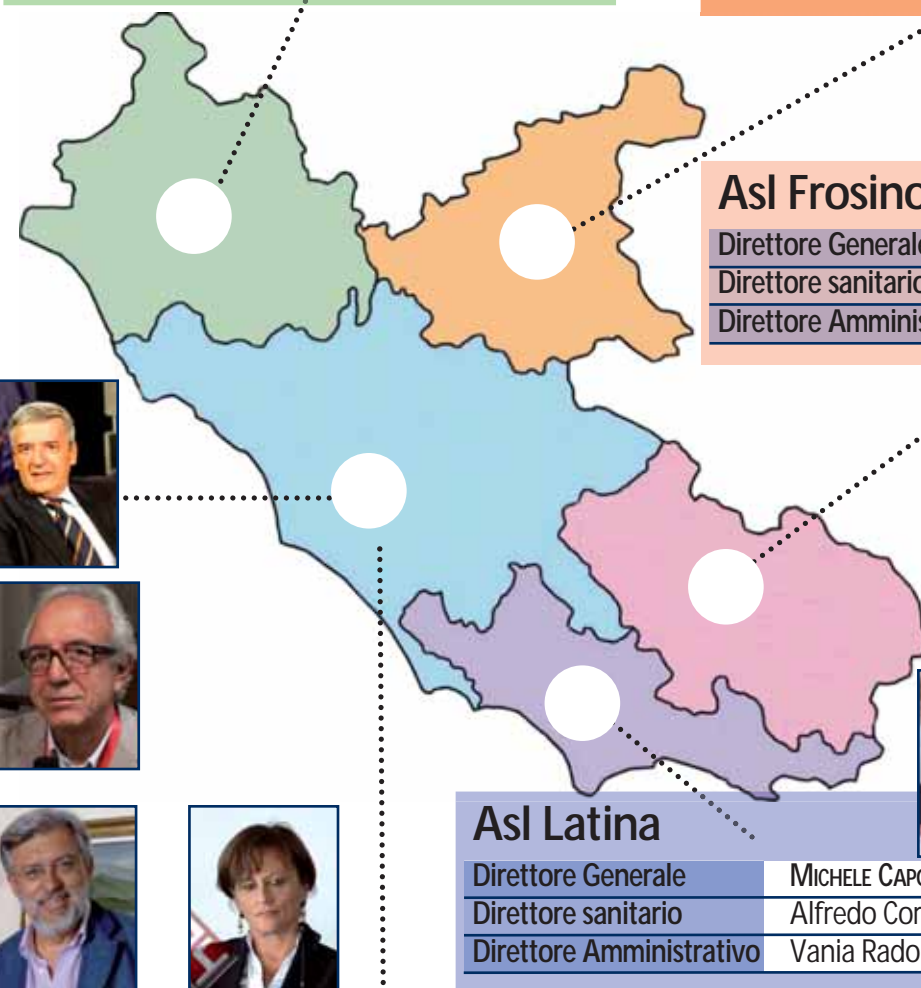 Asl Frosino
Direttore Generale
Direttore sanitario
Direttore Amminis
Asl Latina
Direttore Generale MICHELE CAPO
Direttore sanitario Alfredo Cor
Direttore Amministrativo Vania Rado